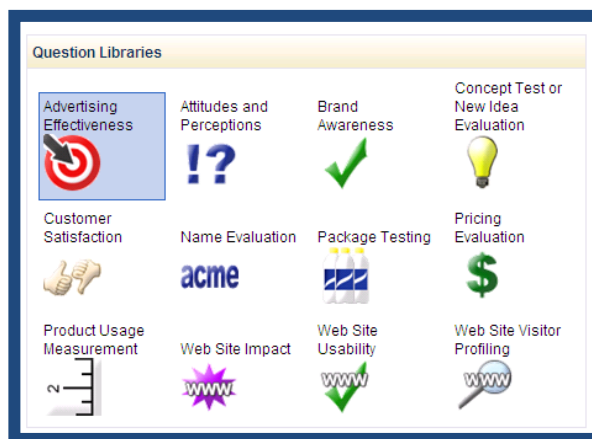 Question Libraries
Advertising
Effectiveness
Attitudes and
Perceptions
!?
Brand
Awareness
Concept Test or
New Idea
Evaluation
Customer
Satisfaction
Name Evaluation
acme
Package Testing
Pricing
Evaluation
$
Product Usage
Measurement
2
Web Site Impact
www
Web Site
Usability
www
Web Site Visitor
Profiling
www